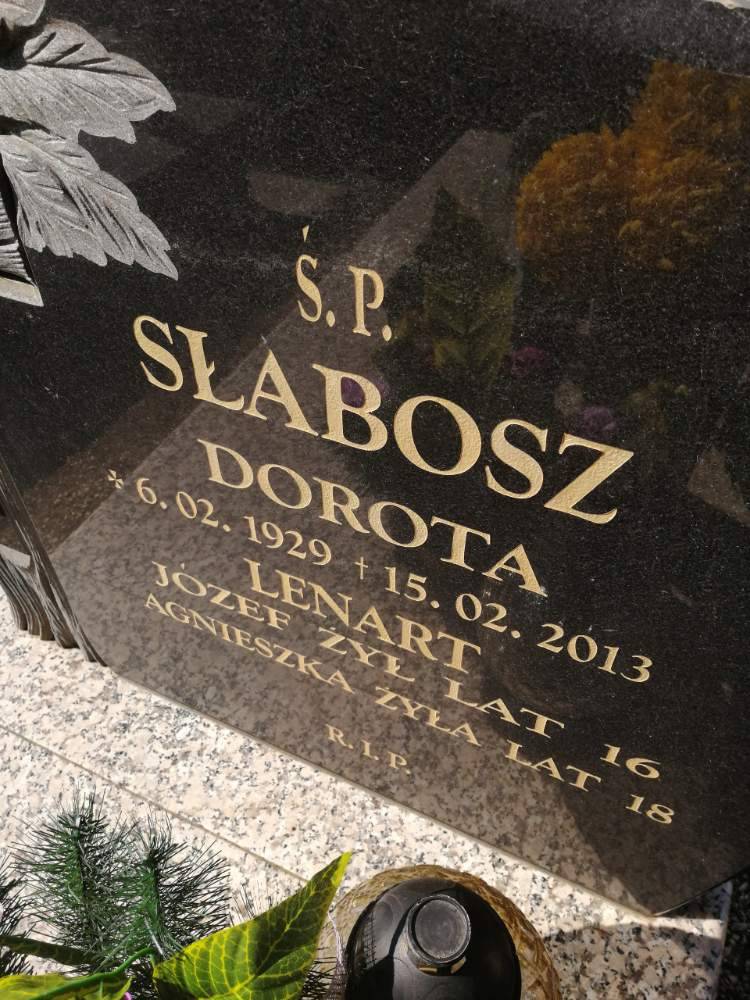 Ś. P.
SŁABOSZ
DOROTA
* 6. 02. 1929 † 15. 02. 2013
LENART
JÓZEF ŻYŁ LAT 16
AGNIESZKA ŻYŁA LAT 18
R. I. P.